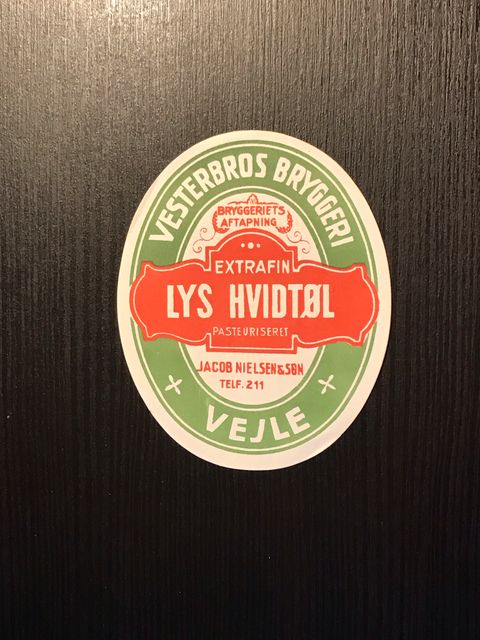 VESTERBROS BRYGGERI
BRYGGERIETS
AFTAPNING
EXTRAFIN
LYS HVIDTØL
PASTEURISERET
JACOB NIELSEN & SØN
TELF. 211
VEJLE